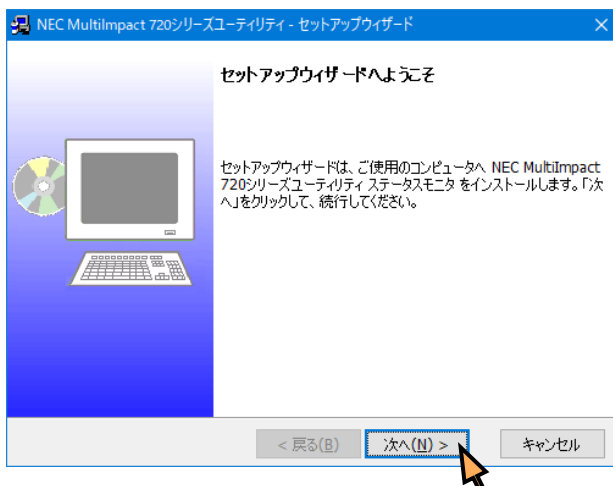 NEC MultiImpact 720シリーズユーティリティ - セットアップウィザード
セットアップウィザードへようこそ
セットアップウィザードは、ご使用のコンピュータへ NEC MultiImpact
720シリーズユーティリティ ステータスモニタ をインストールします。「次
へ」をクリックして、続行してください。
< 戻る(B)
次へ(N) >
キャンセル